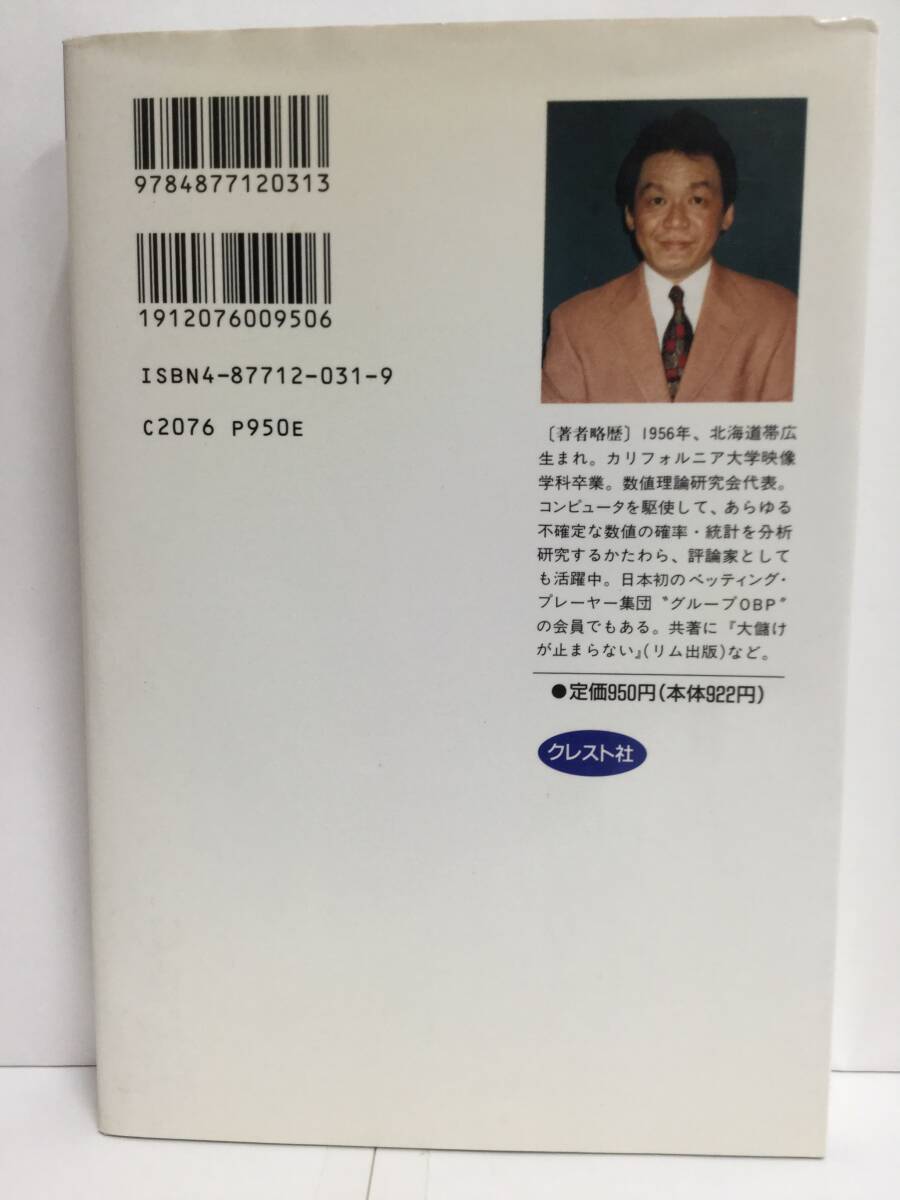 9784877120313
1912076009506
ISBN4-87712-031-9
C2076 P950E
〔著者略歴〕1956年、北海道帯広
生まれ。カリフォルニア大学映像
学科卒業。数値理論研究会代表。
コンピュータを駆使して、あらゆる
不確定な数値の確率・統計を分析
研究するかたわら、評論家として
も活躍中。日本初のベッティング・
プレーヤー集団〝グループOBP〟
の会員でもある。共著に『大儲け
が止まらない』(リム出版)など。
●定価950円(本体922円)
クレスト社